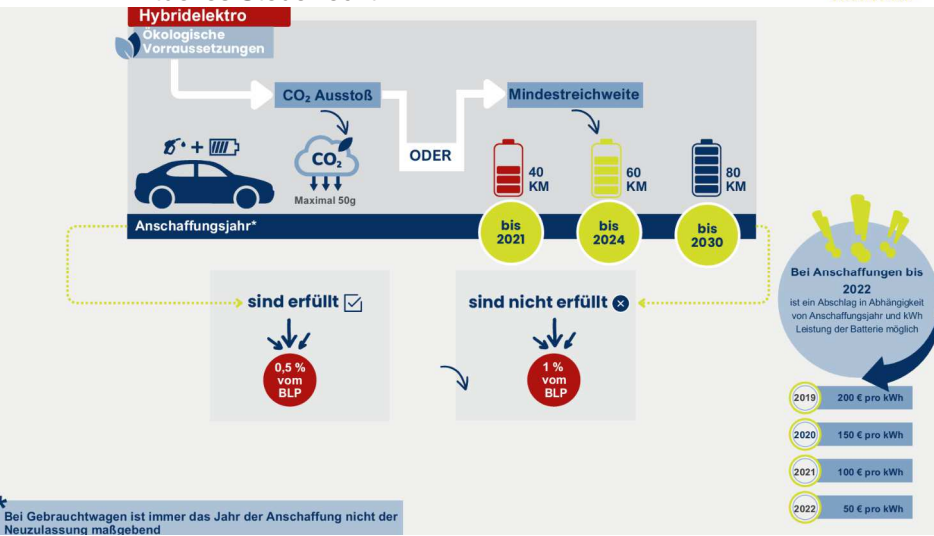 Hybridelektro
Ökologische
Vorraussetzungen
CO₂ Ausstoß
Mindestreichweite
CO₂
Maximal 50g
ODER
40
KM
60
KM
80
KM
Anschaffungsjahr*
bis
2021
bis
2024
bis
2030
sind erfüllt
0,5 %
vom
BLP
sind nicht erfüllt
1 %
vom
BLP
Bei Anschaffungen bis
2022
ist ein Abschlag in Abhängigkeit
von Anschaffungsjahr und kWh
Leistung der Batterie möglich
2019 200 € pro kWh
2020 150 € pro kWh
2021 100 € pro kWh
2022 50 € pro kWh
*
Bei Gebrauchtwagen ist immer das Jahr der Anschaffung nicht der
Neuzulassung maßgebend